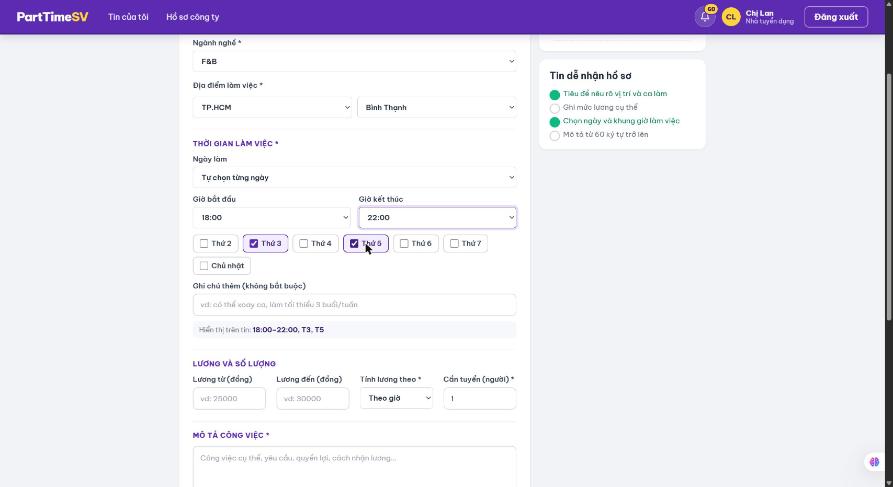 PartTimeSV
Tin của tôi
Hồ sơ công ty
60
CL
Chị Lan
Nhà tuyển dụng
Đăng xuất
Ngành nghề *
F&B
Địa điểm làm việc *
TP.HCM
Bình Thạnh
THỜI GIAN LÀM VIỆC *
Ngày làm
Tự chọn từng ngày
Giờ bắt đầu
Giờ kết thúc
18:00
22:00
Thứ 2
Thứ 3
Thứ 4
Thứ 5
Thứ 6
Thứ 7
Chủ nhật
Ghi chú thêm (không bắt buộc)
vd: có thể xoay ca, làm tối thiểu 3 buổi/tuần
Hiển thị trên tin: 18:00–22:00, T3, T5
LƯƠNG VÀ SỐ LƯỢNG
Lương từ (đồng)
Lương đến (đồng)
Tính lương theo *
Cần tuyển (người) *
vd: 25000
vd: 30000
Theo giờ
1
MÔ TẢ CÔNG VIỆC *
Công việc cụ thể, yêu cầu, quyền lợi, cách nhận lương...
Tin dễ nhận hồ sơ
Tiêu đề nêu rõ vị trí và ca làm
Ghi mức lương cụ thể
Chọn ngày và khung giờ làm việc
Mô tả từ 60 ký tự trở lên